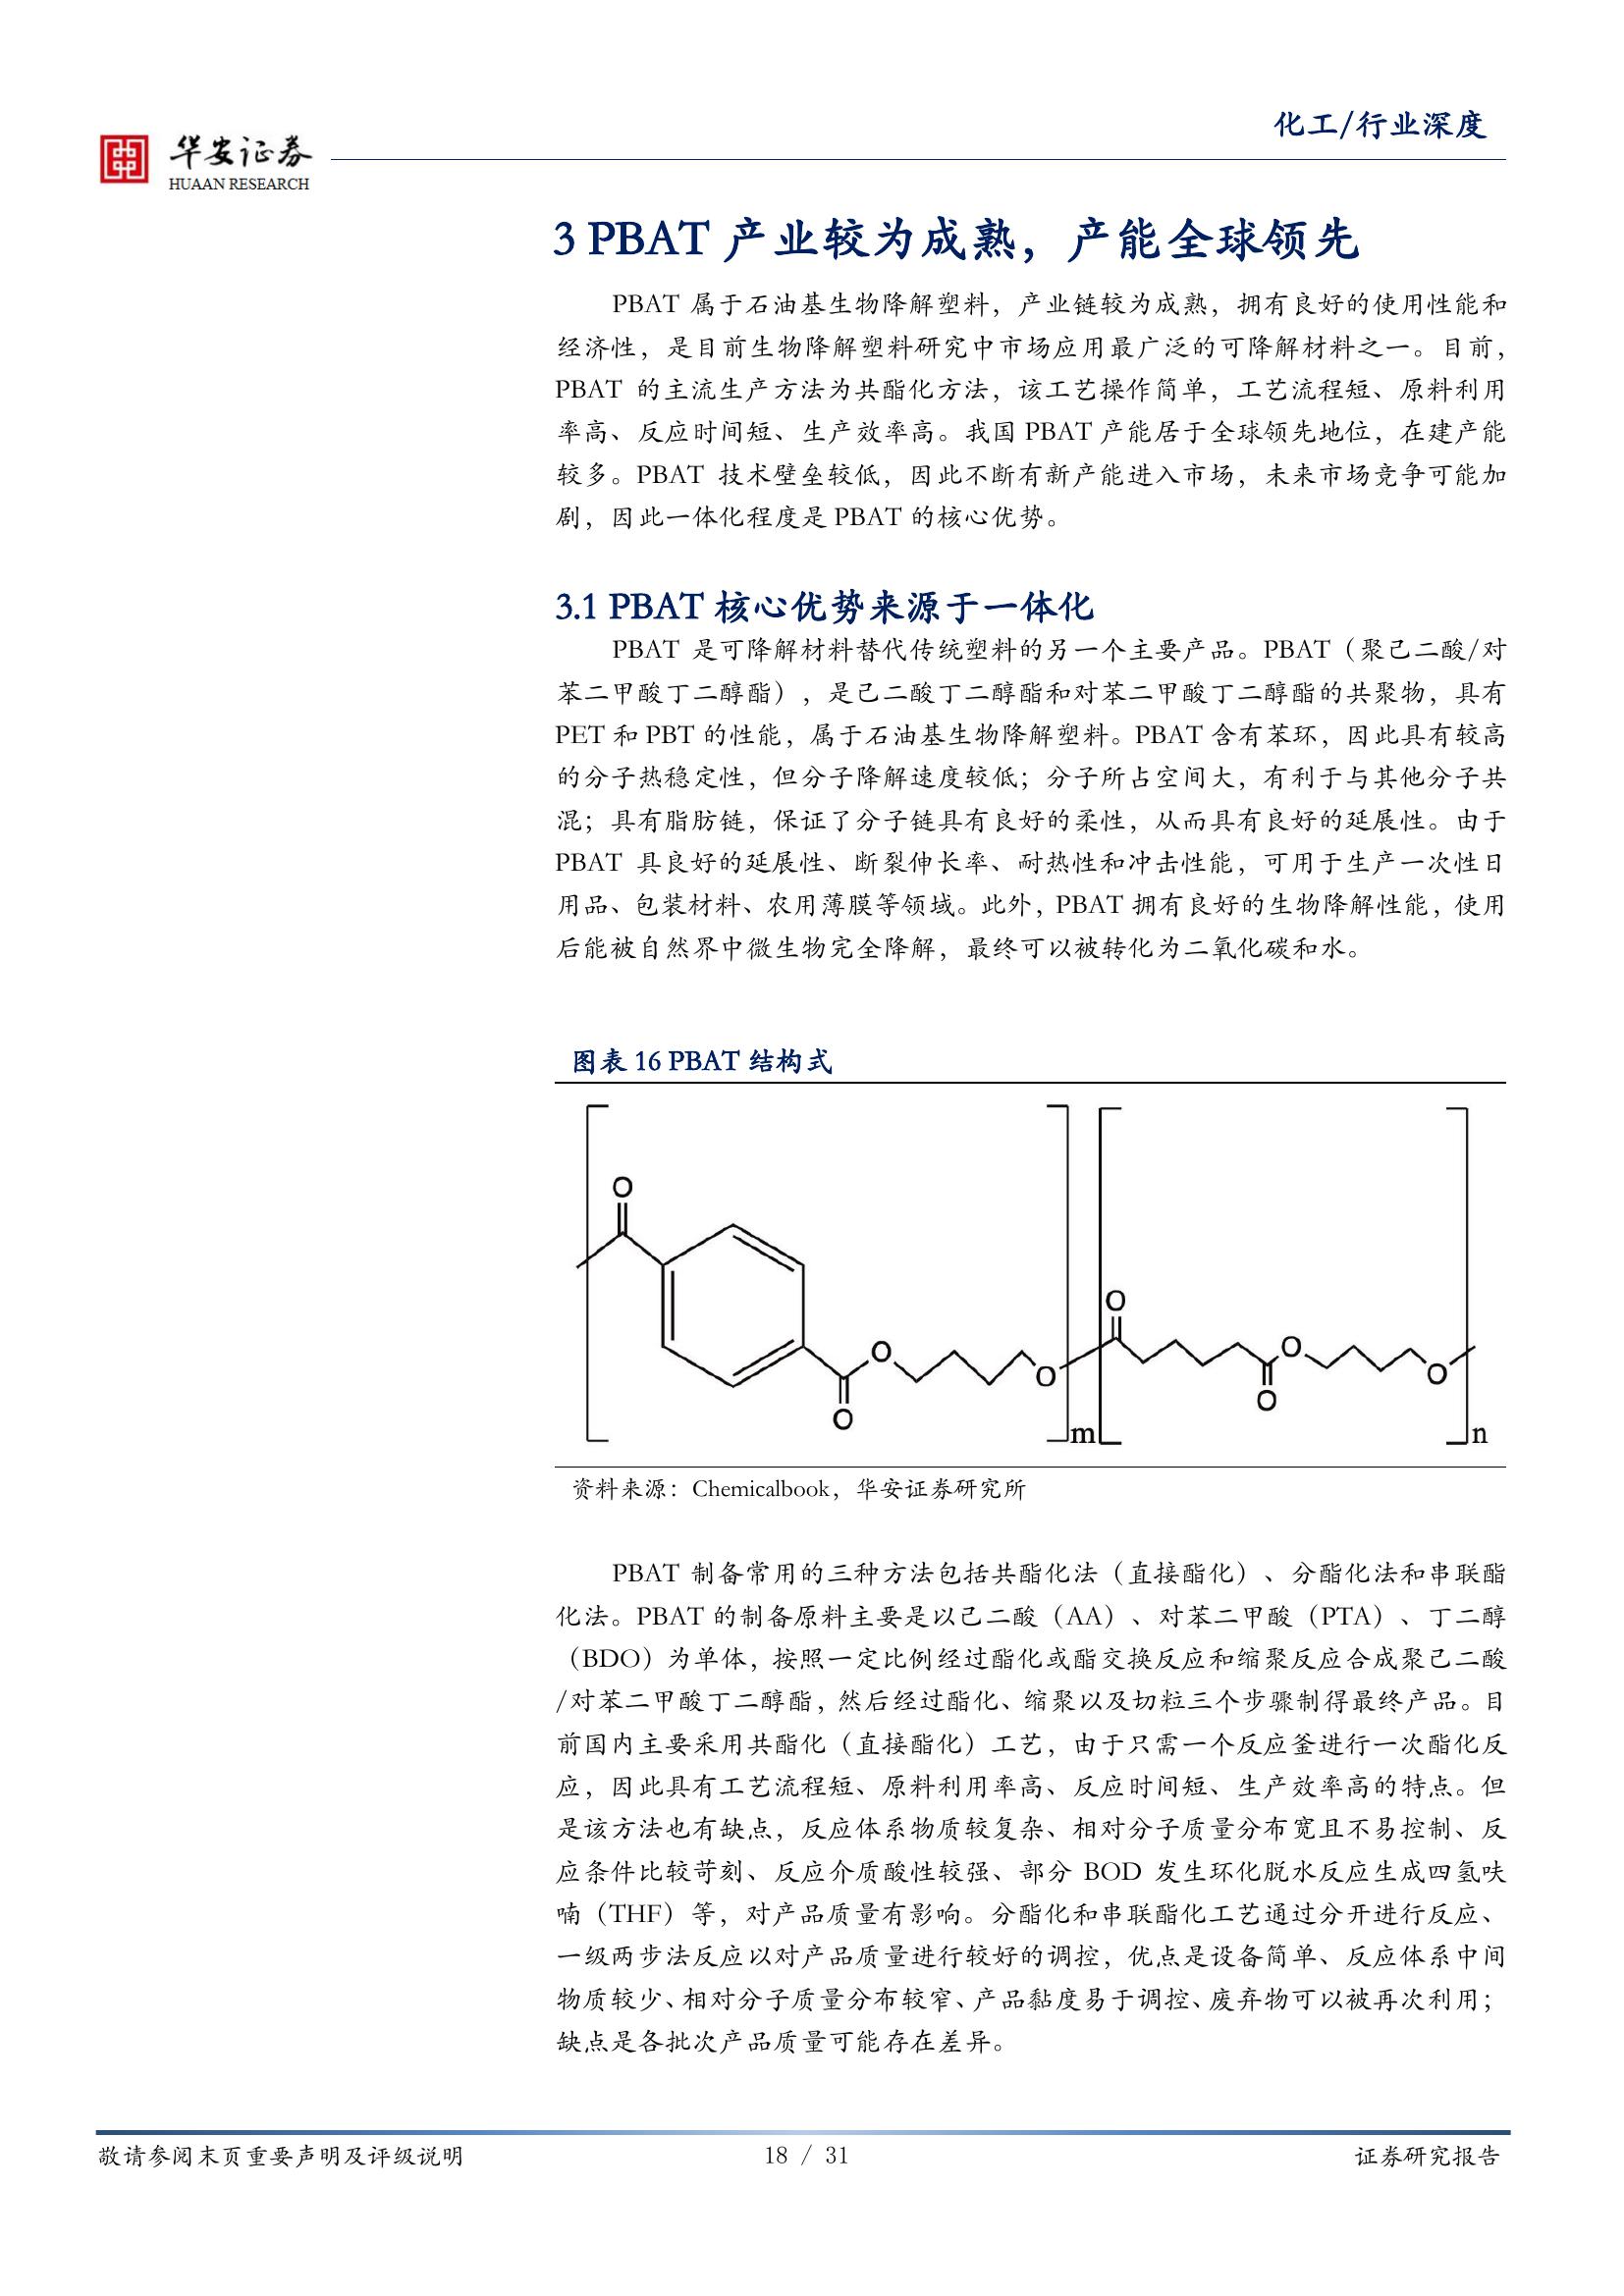 化工/行业深度
华安证券
HUAAN RESEARCH
3 PBAT 产业较为成熟，产能全球领先
PBAT 属于石油基生物降解塑料，产业链较为成熟，拥有良好的使用性能和
经济性，是目前生物降解塑料研究中市场应用最广泛的可降解材料之一。目前，
PBAT 的主流生产方法为共酯化方法，该工艺操作简单，工艺流程短、原料利用
率高、反应时间短、生产效率高。我国 PBAT 产能居于全球领先地位，在建产能
较多。PBAT 技术壁垒较低，因此不断有新产能进入市场，未来市场竞争可能加
剧，因此一体化程度是 PBAT 的核心优势。
3.1 PBAT 核心优势来源于一体化
PBAT 是可降解材料替代传统塑料的另一个主要产品。PBAT（聚己二酸/对
苯二甲酸丁二醇酯），是己二酸丁二醇酯和对苯二甲酸丁二醇酯的共聚物，具有
PET 和 PBT 的性能，属于石油基生物降解塑料。PBAT 含有苯环，因此具有较高
的分子热稳定性，但分子降解速度较低；分子所占空间大，有利于与其他分子共
混；具有脂肪链，保证了分子链具有良好的柔性，从而具有良好的延展性。由于
PBAT 具良好的延展性、断裂伸长率、耐热性和冲击性能，可用于生产一次性日
用品、包装材料、农用薄膜等领域。此外，PBAT 拥有良好的生物降解性能，使用
后能被自然界中微生物完全降解，最终可以被转化为二氧化碳和水。
图表 16 PBAT 结构式
O
O
O
O
m
O
O
O
O
n
资料来源：Chemicalbook，华安证券研究所
PBAT 制备常用的三种方法包括共酯化法（直接酯化）、分酯化法和串联酯
化法。PBAT 的制备原料主要是以己二酸（AA）、对苯二甲酸（PTA）、丁二醇
（BDO）为单体，按照一定比例经过酯化或酯交换反应和缩聚反应合成聚己二酸
/对苯二甲酸丁二醇酯，然后经过酯化、缩聚以及切粒三个步骤制得最终产品。目
前国内主要采用共酯化（直接酯化）工艺，由于只需一个反应釜进行一次酯化反
应，因此具有工艺流程短、原料利用率高、反应时间短、生产效率高的特点。但
是该方法也有缺点，反应体系物质较复杂、相对分子质量分布宽且不易控制、反
应条件比较苛刻、反应介质酸性较强、部分 BOD 发生环化脱水反应生成四氢呋
喃（THF）等，对产品质量有影响。分酯化和串联酯化工艺通过分开进行反应、
一级两步法反应以对产品质量进行较好的调控，优点是设备简单、反应体系中间
物质较少、相对分子质量分布较窄、产品黏度易于调控、废弃物可以被再次利用；
缺点是各批次产品质量可能存在差异。
敬请参阅末页重要声明及评级说明
18 / 31
证券研究报告